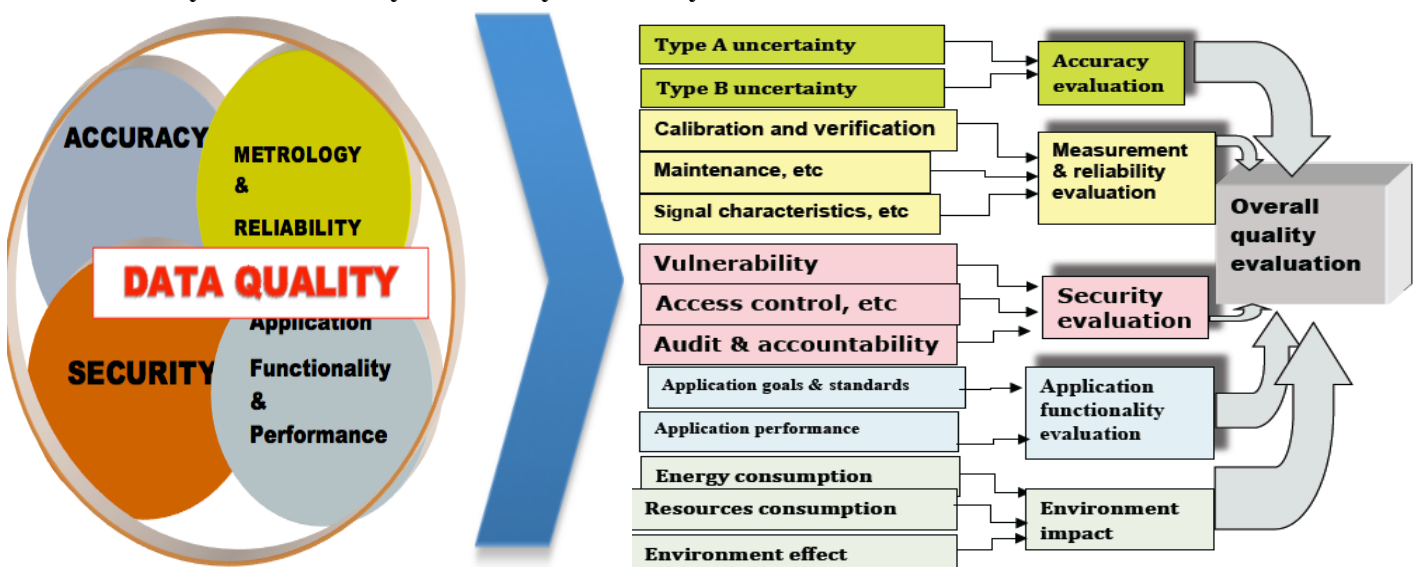 ACCURACY
METROLOGY
&
RELIABILITY
DATA QUALITY
SECURITY
Application
Functionality
&
Performance
Type A uncertainty
Type B uncertainty
Calibration and verification
Maintenance, etc
Signal characteristics, etc
Vulnerability
Access control, etc
Audit & accountability
Application goals & standards
Application performance
Energy consumption
Resources consumption
Environment effect
Accuracy
evaluation
Measurement
& reliability
evaluation
Security
evaluation
Application
functionality
evaluation
Environment
impact
Overall
quality
evaluation